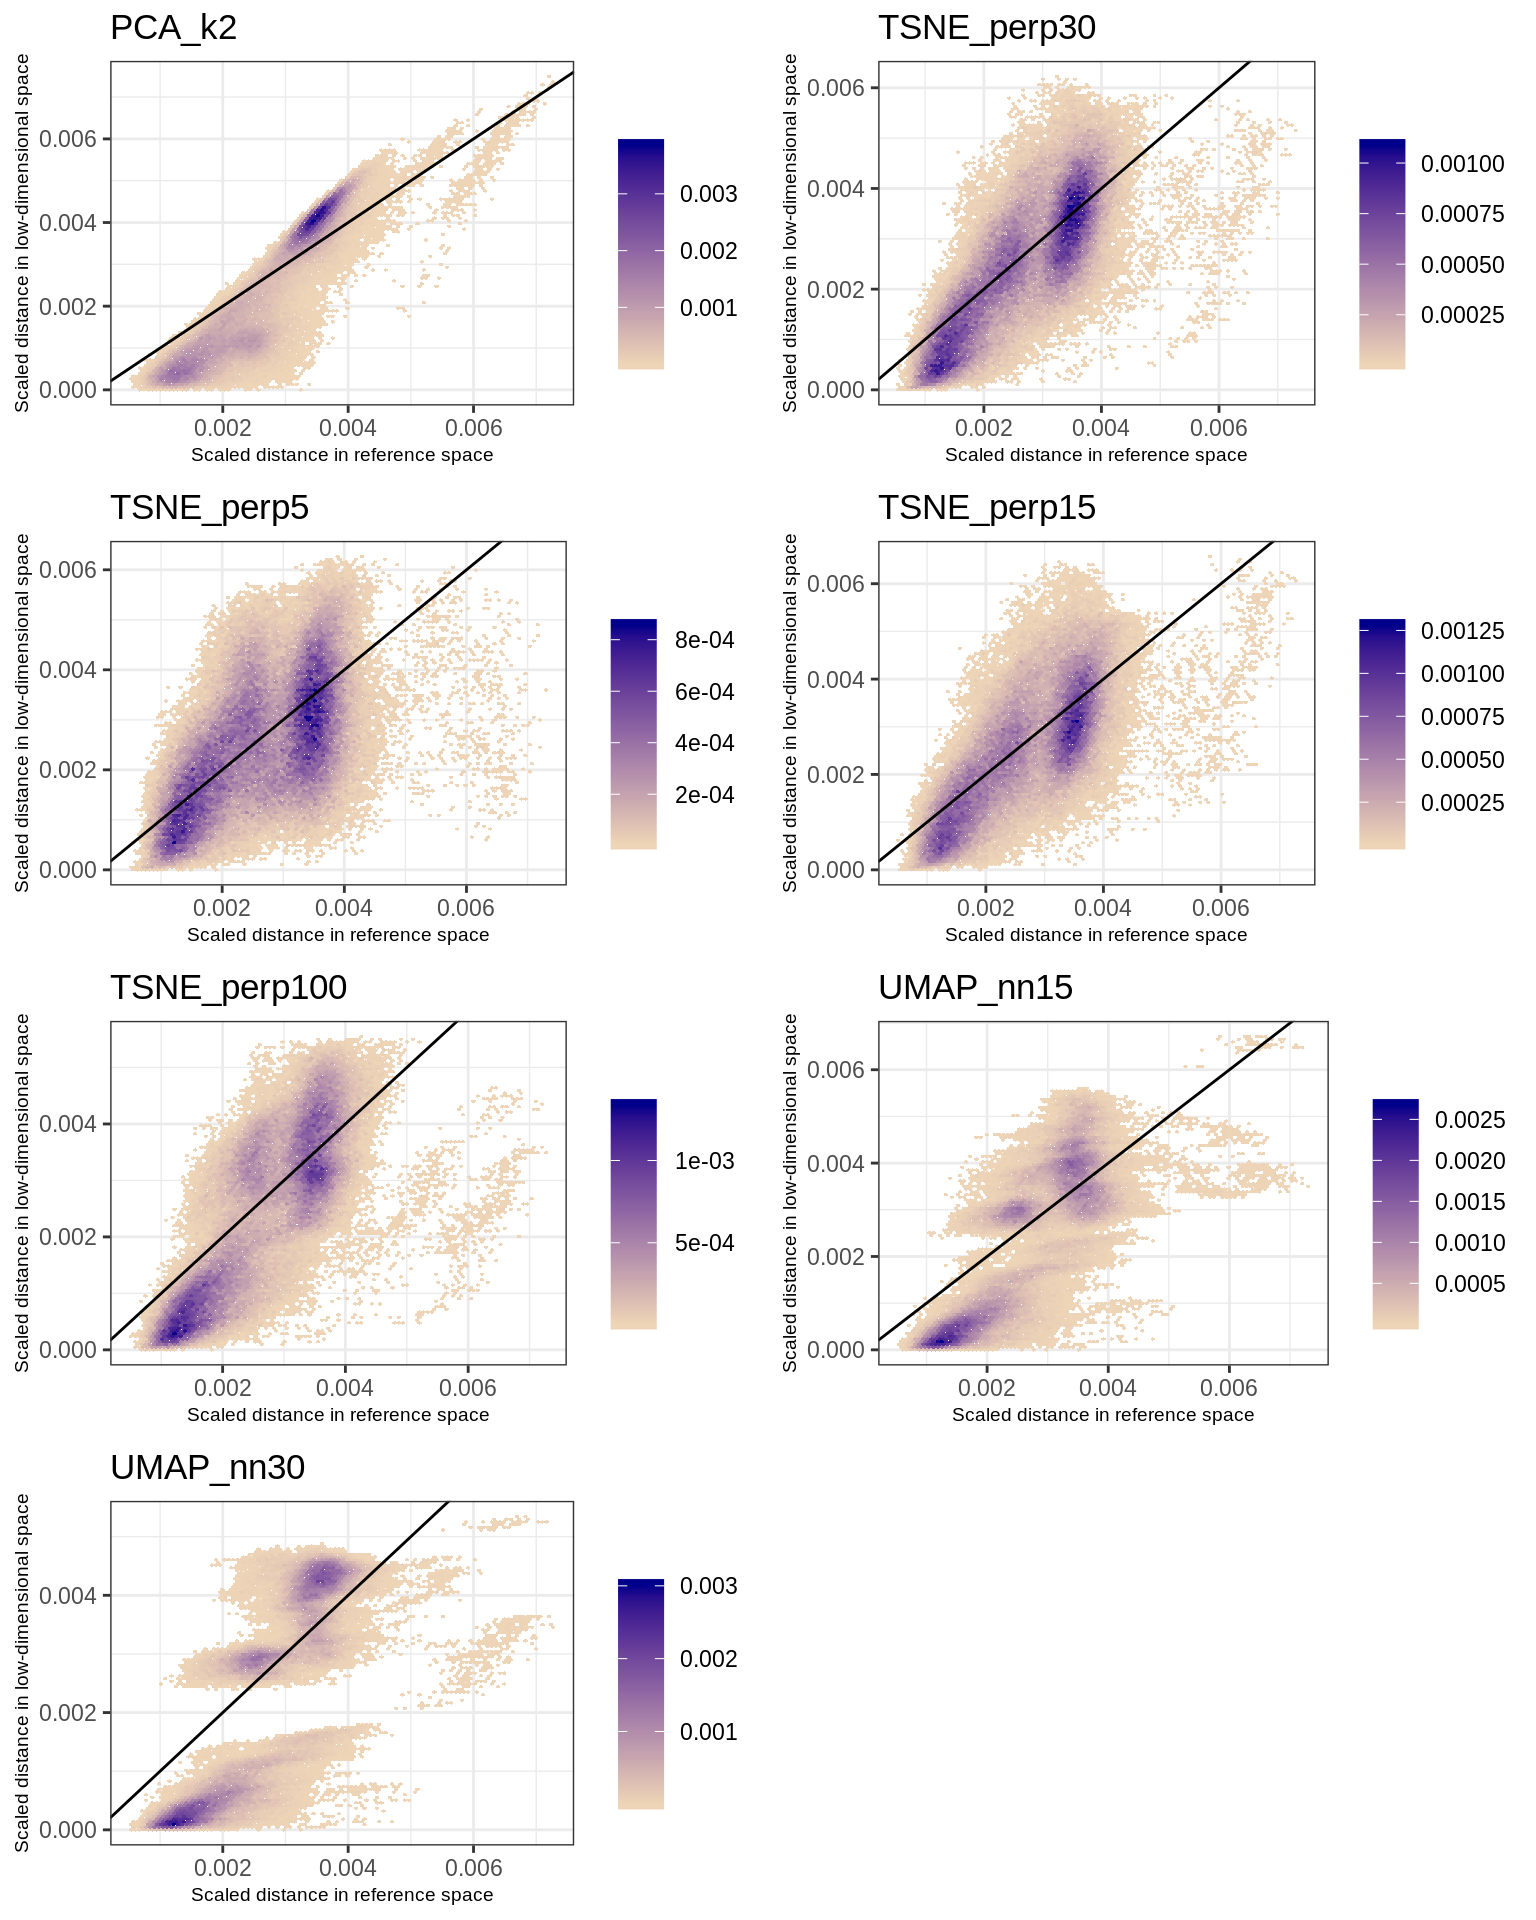 PCA_k2
Scaled distance in low-dimensional space
0.006
0.004
0.002
0.000
0.002 0.004 0.006
Scaled distance in reference space
0.003
0.002
0.001
TSNE_perp30
Scaled distance in low-dimensional space
0.006
0.004
0.002
0.000
0.002 0.004 0.006
Scaled distance in reference space
0.00100
0.00075
0.00050
0.00025
TSNE_perp5
Scaled distance in low-dimensional space
0.006
0.004
0.002
0.000
0.002 0.004 0.006
Scaled distance in reference space
8e-04
6e-04
4e-04
2e-04
TSNE_perp15
Scaled distance in low-dimensional space
0.006
0.004
0.002
0.000
0.002 0.004 0.006
Scaled distance in reference space
0.00125
0.00100
0.00075
0.00050
0.00025
TSNE_perp100
Scaled distance in low-dimensional space
0.004
0.002
0.000
0.002 0.004 0.006
Scaled distance in reference space
1e-03
5e-04
UMAP_nn15
Scaled distance in low-dimensional space
0.006
0.004
0.002
0.000
0.002 0.004 0.006
Scaled distance in reference space
0.0025
0.0020
0.0015
0.0010
0.0005
UMAP_nn30
Scaled distance in low-dimensional space
0.004
0.002
0.000
0.002 0.004 0.006
Scaled distance in reference space
0.003
0.002
0.001